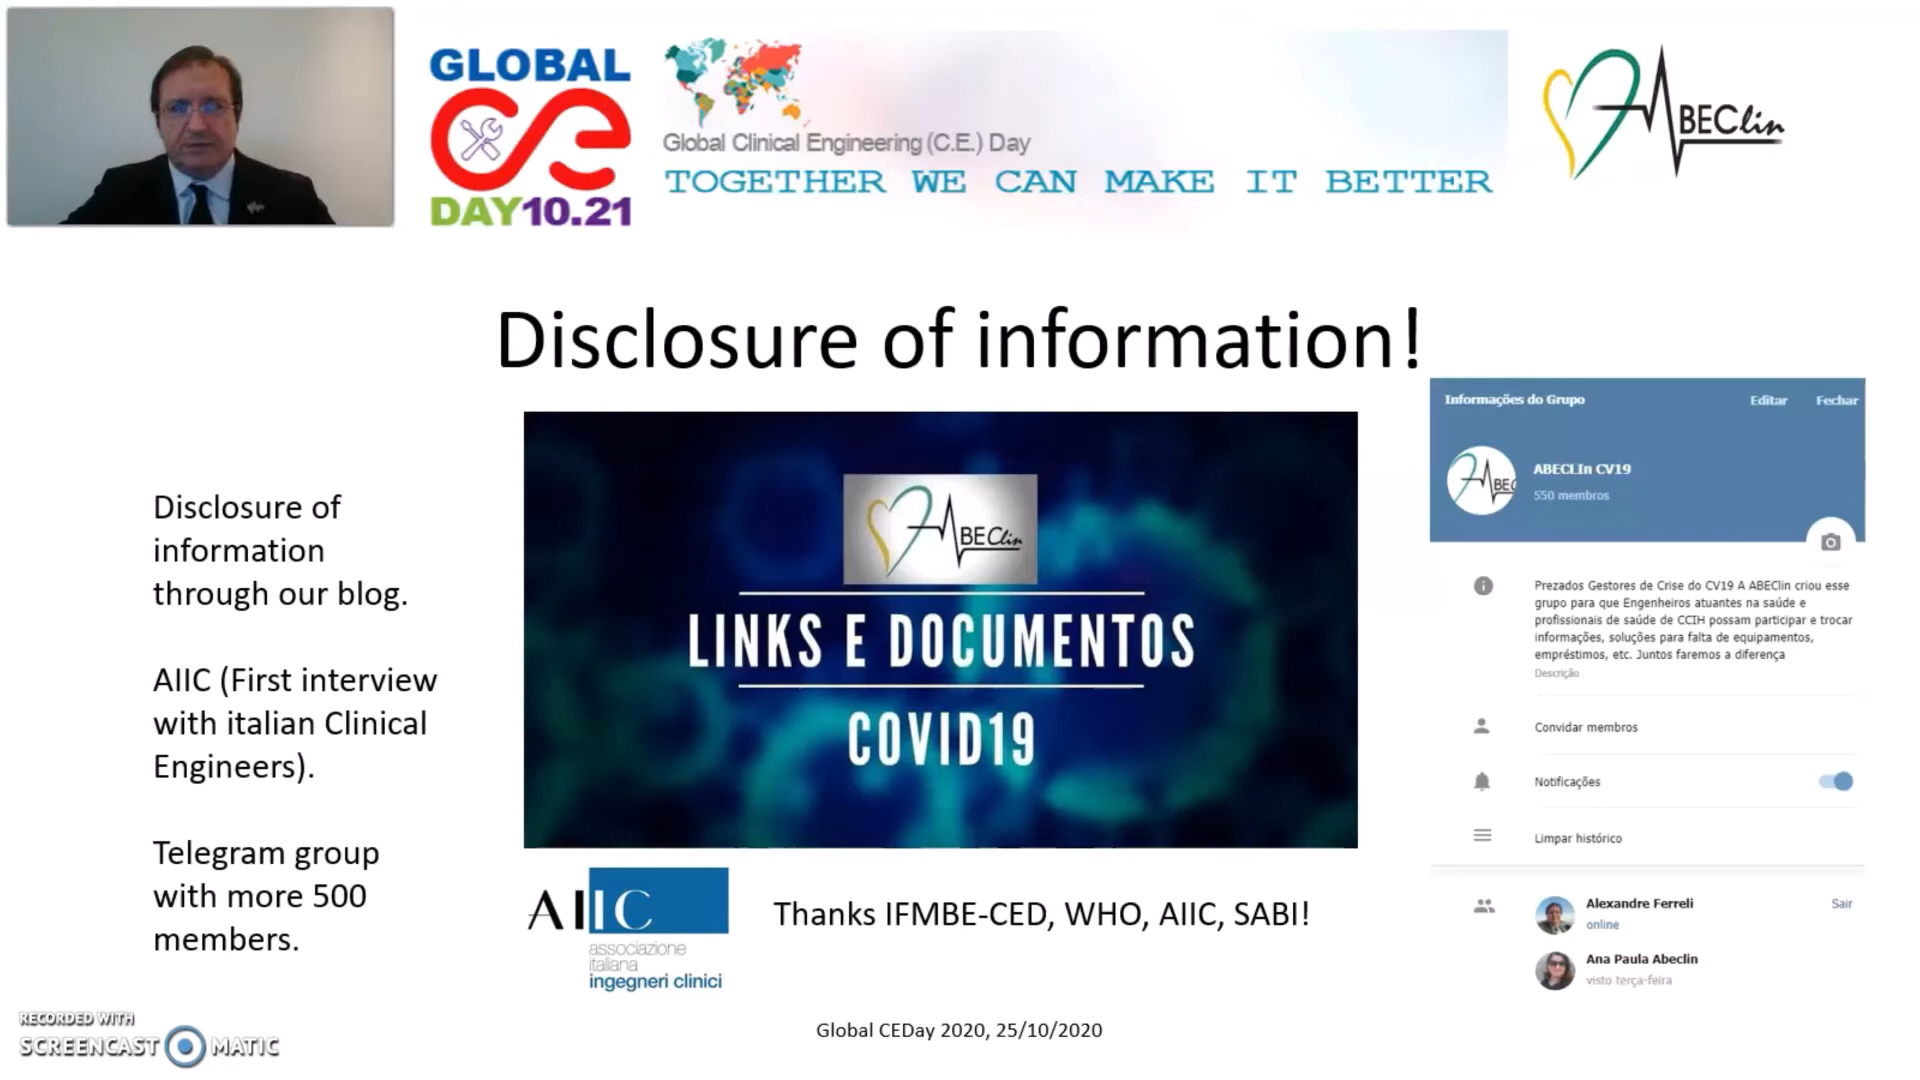 GLOBAL
CE
DAY10.21
Global Clinical Engineering (C.E.) Day
TOGETHER WE CAN MAKE IT BETTER
ABEClin
Disclosure of information!
Disclosure of
information
through our blog.
AIIC (First interview
with italian Clinical
Engineers).
Telegram group
with more 500
members.
ABEClin
LINKS E DOCUMENTOS
COVID19
AIIC
associazione
italiana
ingegneri clinici
Thanks IFMBE-CED, WHO, AIIC, SABI!
Informações do Grupo Editar Fechar
ABEC
ABECLIn CV19
550 membros
Prezados Gestores de Crise do CV19 A ABEClin criou esse
grupo para que Engenheiros atuantes na saúde e
profissionais de saúde de CCIH possam participar e trocar
informações, soluções para falta de equipamentos,
empréstimos, etc. Juntos faremos a diferença
Descrição
Convidar membros
Notificações
Limpar histórico
Alexandre Ferreli Sair
online
Ana Paula Abeclin
visto terça-feira
RECORDED WITH
SCREENCAST MATIC
Global CEDay 2020, 25/10/2020